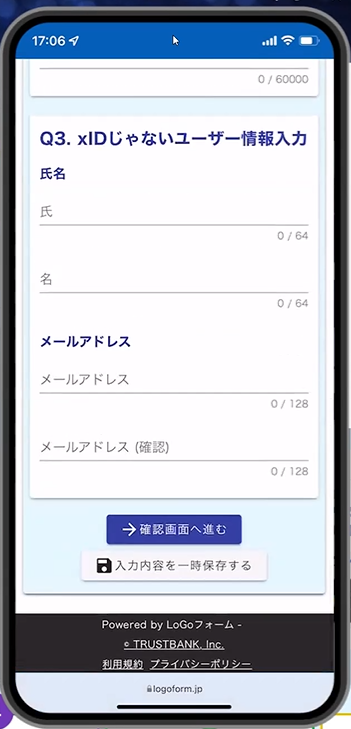 17:06
0 / 60000
Q3. xIDじゃないユーザー情報入力
氏名
氏
0 / 64
名
0 / 64
メールアドレス
メールアドレス
0 / 128
メールアドレス (確認)
0 / 128
→確認画面へ進む
入力内容を一時保存する
Powered by LoGoフォーム -
© TRUSTBANK, Inc.
利用規約 プライバシーポリシー
logoform.jp